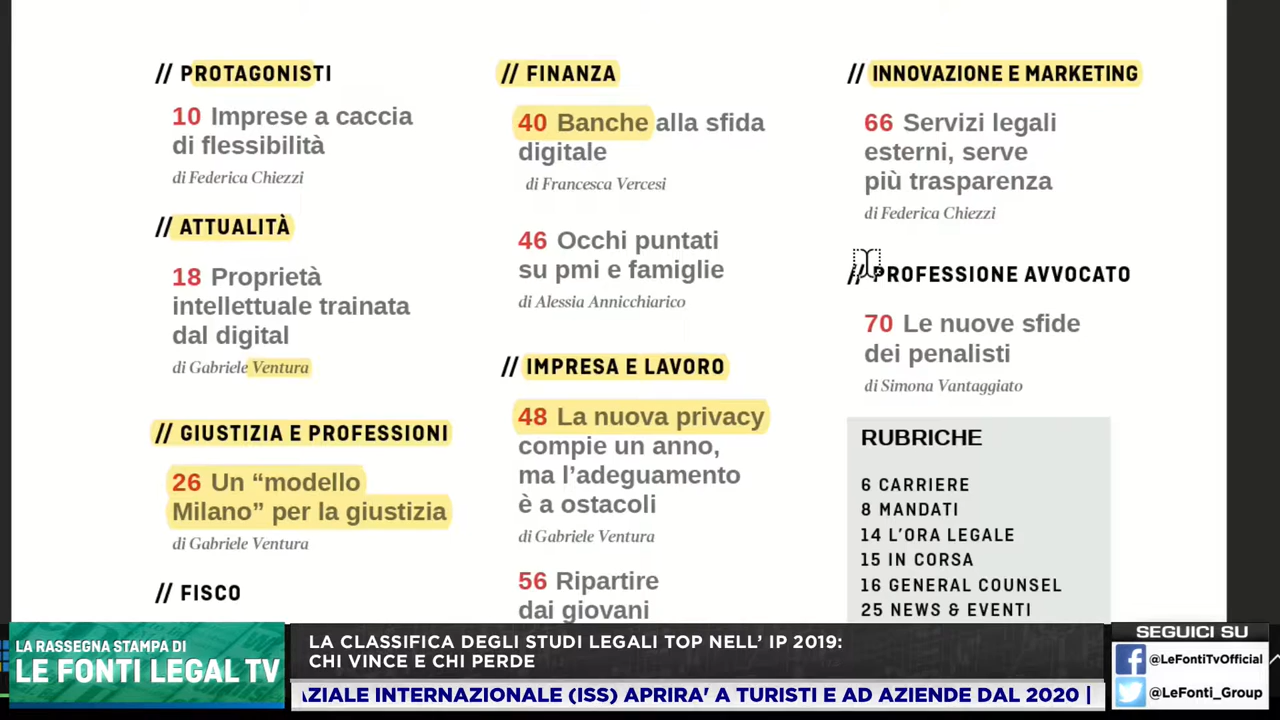 // PROTAGONISTI
10 Imprese a caccia
di flessibilità
di Federica Chiezzi
// ATTUALITÀ
18 Proprietà
intellettuale trainata
dal digital
di Gabriele Ventura
// GIUSTIZIA E PROFESSIONI
26 Un “modello
Milano” per la giustizia
di Gabriele Ventura
// FISCO
// FINANZA
40 Banche alla sfida
digitale
di Francesca Vercesi
46 Occhi puntati
su pmi e famiglie
di Alessia Annicchiarico
// IMPRESA E LAVORO
48 La nuova privacy
compie un anno,
ma l’adeguamento
è a ostacoli
di Gabriele Ventura
56 Ripartire
dai giovani
// INNOVAZIONE E MARKETING
66 Servizi legali
esterni, serve
più trasparenza
di Federica Chiezzi
// PROFESSIONE AVVOCATO
70 Le nuove sfide
dei penalisti
di Simona Vantaggiato
RUBRICHE
6 CARRIERE
8 MANDATI
14 L’ORA LEGALE
15 IN CORSA
16 GENERAL COUNSEL
25 NEWS & EVENTI
LA RASSEGNA STAMPA DI
LE FONTI LEGAL TV
LA CLASSIFICA DEGLI STUDI LEGALI TOP NELL’ IP 2019:
CHI VINCE E CHI PERDE
AZIALE INTERNAZIONALE (ISS) APRIRA' A TURISTI E AD AZIENDE DAL 2020 |
SEGUICI SU
@LeFontiTvOfficial
@LeFonti_Group